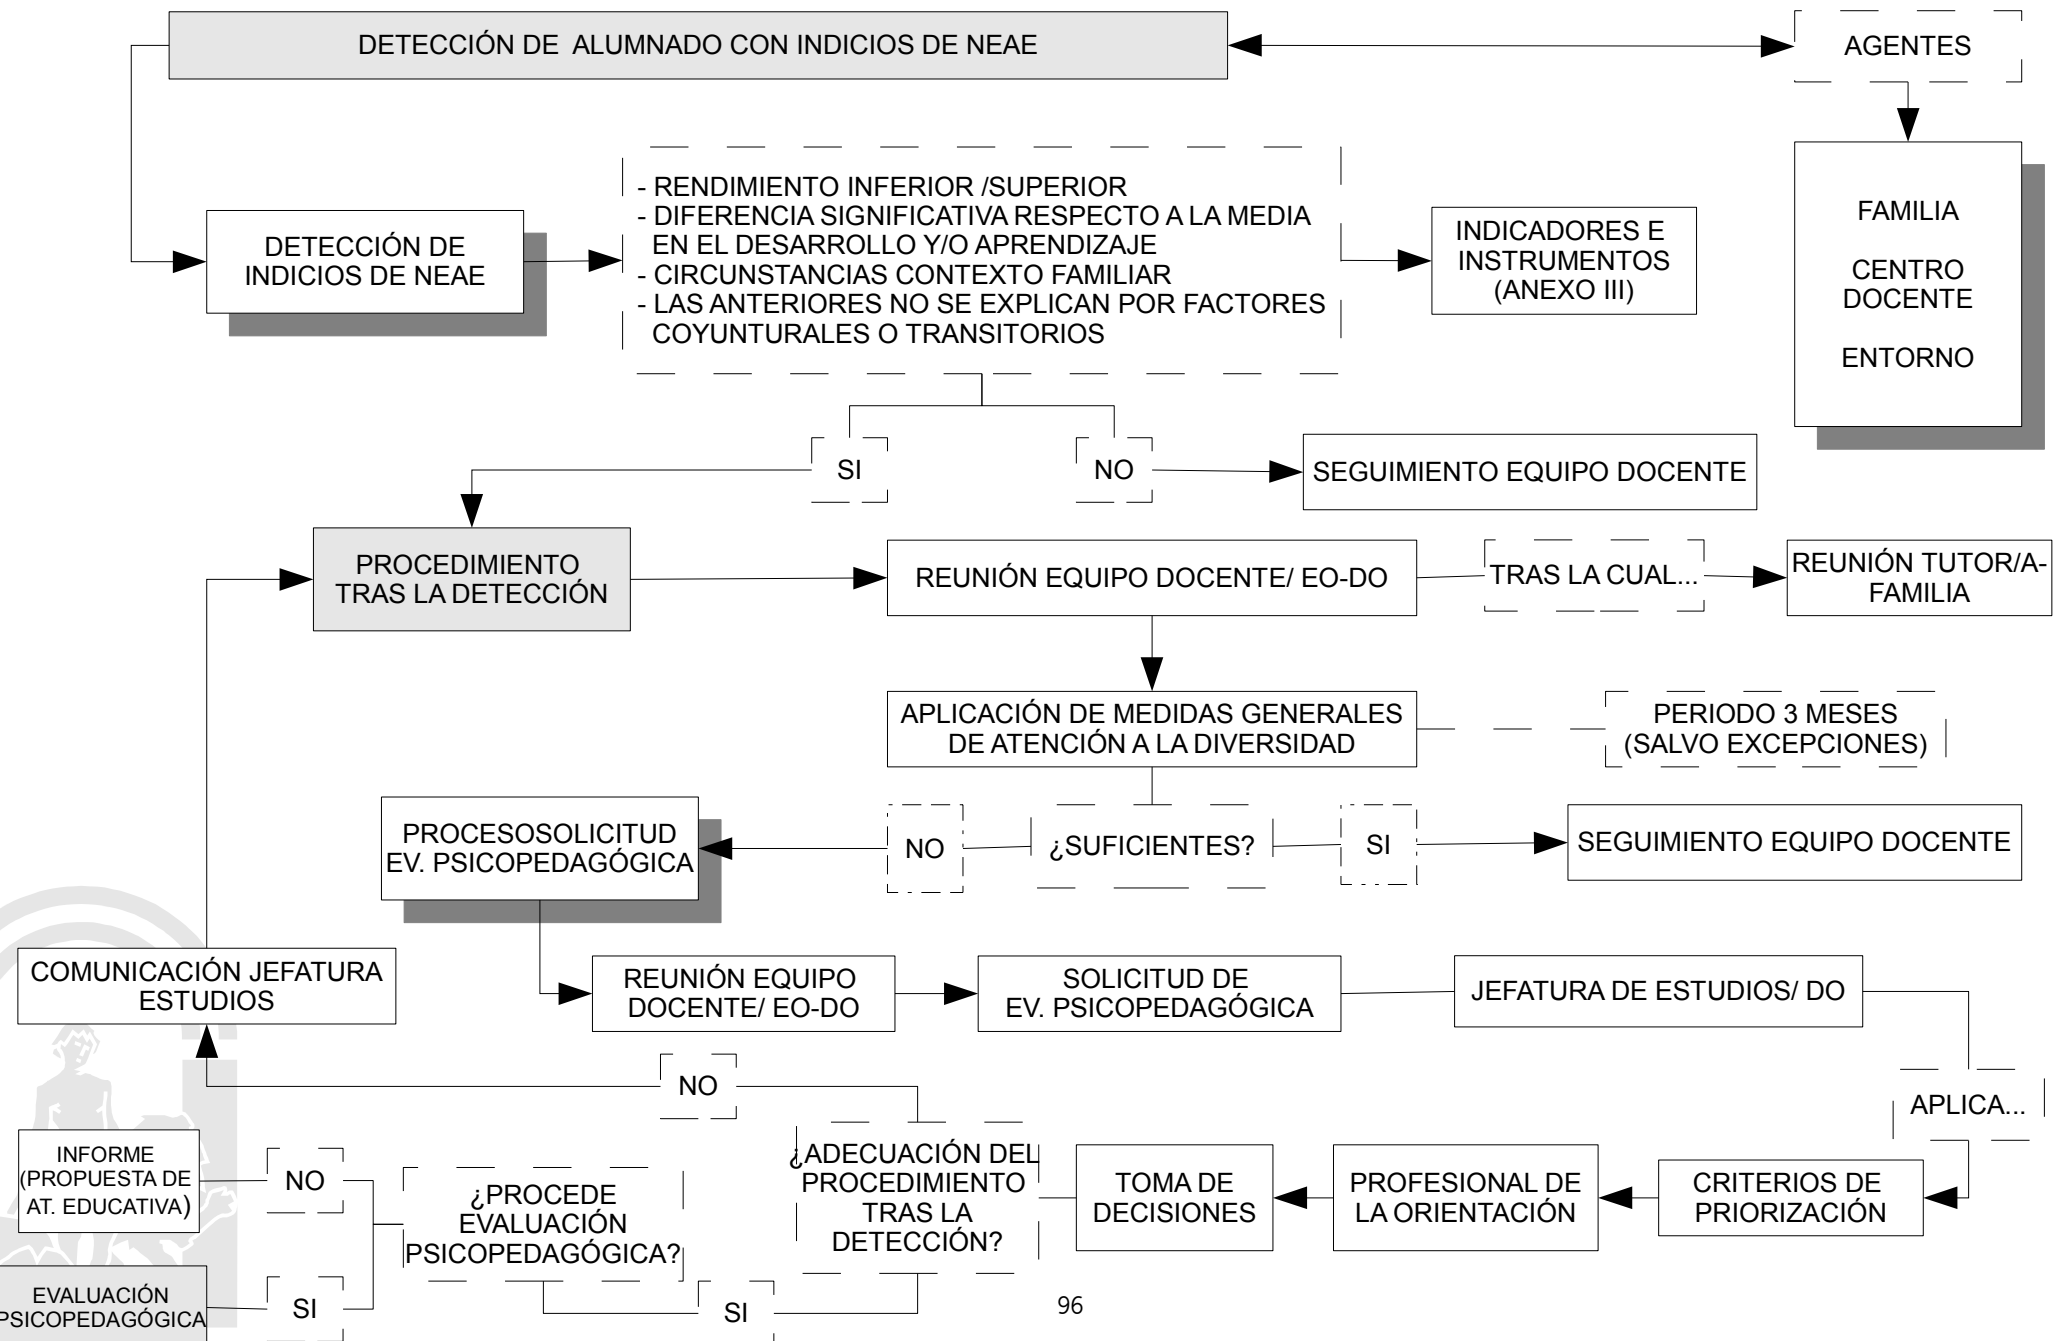 DETECCIÓN DE ALUMNADO CON INDICIOS DE NEAE
AGENTES
FAMILIA
CENTRO
DOCENTE
ENTORNO
DETECCIÓN DE
INDICIOS DE NEAE
- RENDIMIENTO INFERIOR /SUPERIOR
- DIFERENCIA SIGNIFICATIVA RESPECTO A LA MEDIA
EN EL DESARROLLO Y/O APRENDIZAJE
- CIRCUNSTANCIAS CONTEXTO FAMILIAR
- LAS ANTERIORES NO SE EXPLICAN POR FACTORES
COYUNTURALES O TRANSITORIOS
INDICADORES E
INSTRUMENTOS
(ANEXO III)
SI
NO
SEGUIMIENTO EQUIPO DOCENTE
PROCEDIMIENTO
TRAS LA DETECCIÓN
REUNIÓN EQUIPO DOCENTE/ EO-DO
TRAS LA CUAL...
REUNIÓN TUTOR/A-
FAMILIA
APLICACIÓN DE MEDIDAS GENERALES
DE ATENCIÓN A LA DIVERSIDAD
PERIODO 3 MESES
(SALVO EXCEPCIONES)
PROCESOSOLICITUD
EV. PSICOPEDAGÓGICA
NO
¿SUFICIENTES?
SI
SEGUIMIENTO EQUIPO DOCENTE
COMUNICACIÓN JEFATURA
ESTUDIOS
REUNIÓN EQUIPO
DOCENTE/ EO-DO
SOLICITUD DE
EV. PSICOPEDAGÓGICA
JEFATURA DE ESTUDIOS/ DO
NO
APLICA...
INFORME
(PROPUESTA DE
AT. EDUCATIVA)
NO
¿PROCEDE
EVALUACIÓN
PSICOPEDAGÓGICA?
¿ADECUACIÓN DEL
PROCEDIMIENTO
TRAS LA
DETECCIÓN?
TOMA DE
DECISIONES
PROFESIONAL DE
LA ORIENTACIÓN
CRITERIOS DE
PRIORIZACIÓN
EVALUACIÓN
PSICOPEDAGÓGICA
SI
SI
96